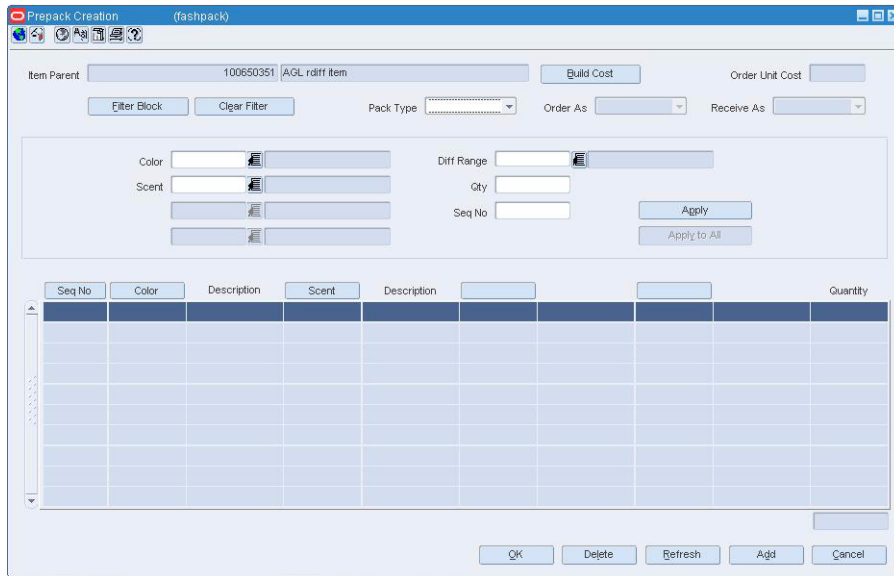 Prepack Creation (fashpack)
Item Parent 100650351 AGL rdiff item Build Cost Order Unit Cost
Filter Block Clear Filter Pack Type Order As Receive As
Color Diff Range
Scent Qty
Seq No Apply
Apply to All
Seq No Color Description Scent Description Quantity
OK Delete Refresh Add Cancel